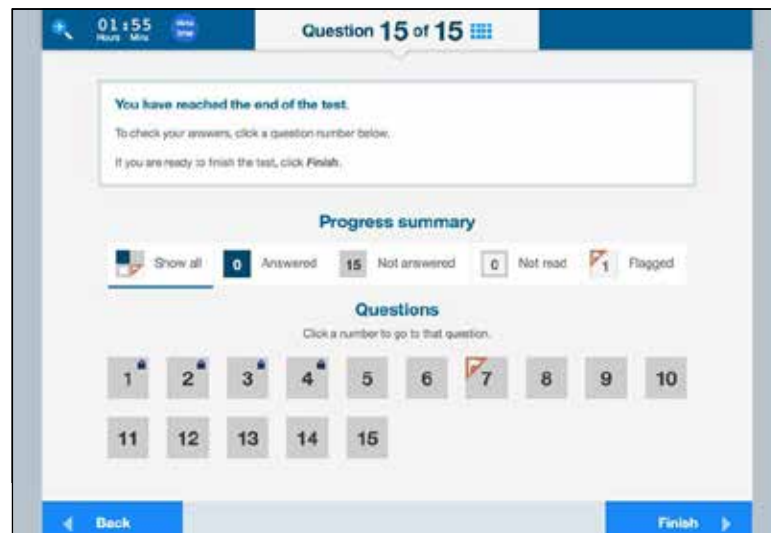 01:55
Hours Mins
Question 15 of 15
You have reached the end of the test.
To check your answers, click a question number below.
If you are ready to finish the test, click Finish.
Progress summary
Show all 0 Answered 15 Not answered 0 Not read 1 Flagged
Questions
Click a number to go to that question.
1 2 3 4 5 6 7 8 9 10
11 12 13 14 15
Back Finish